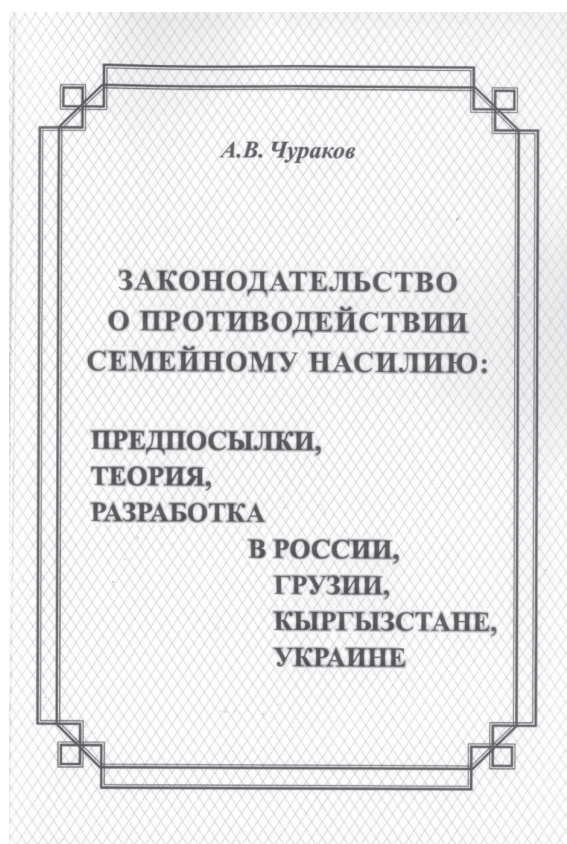 А.В. Чураков
ЗАКОНОДАТЕЛЬСТВО
О ПРОТИВОДЕЙСТВИИ
СЕМЕЙНОМУ НАСИЛИЮ:
ПРЕДПОСЫЛКИ,
ТЕОРИЯ,
РАЗРАБОТКА
В РОССИИ,
ГРУЗИИ,
КЫРГЫЗСТАНЕ,
УКРАИНЕ